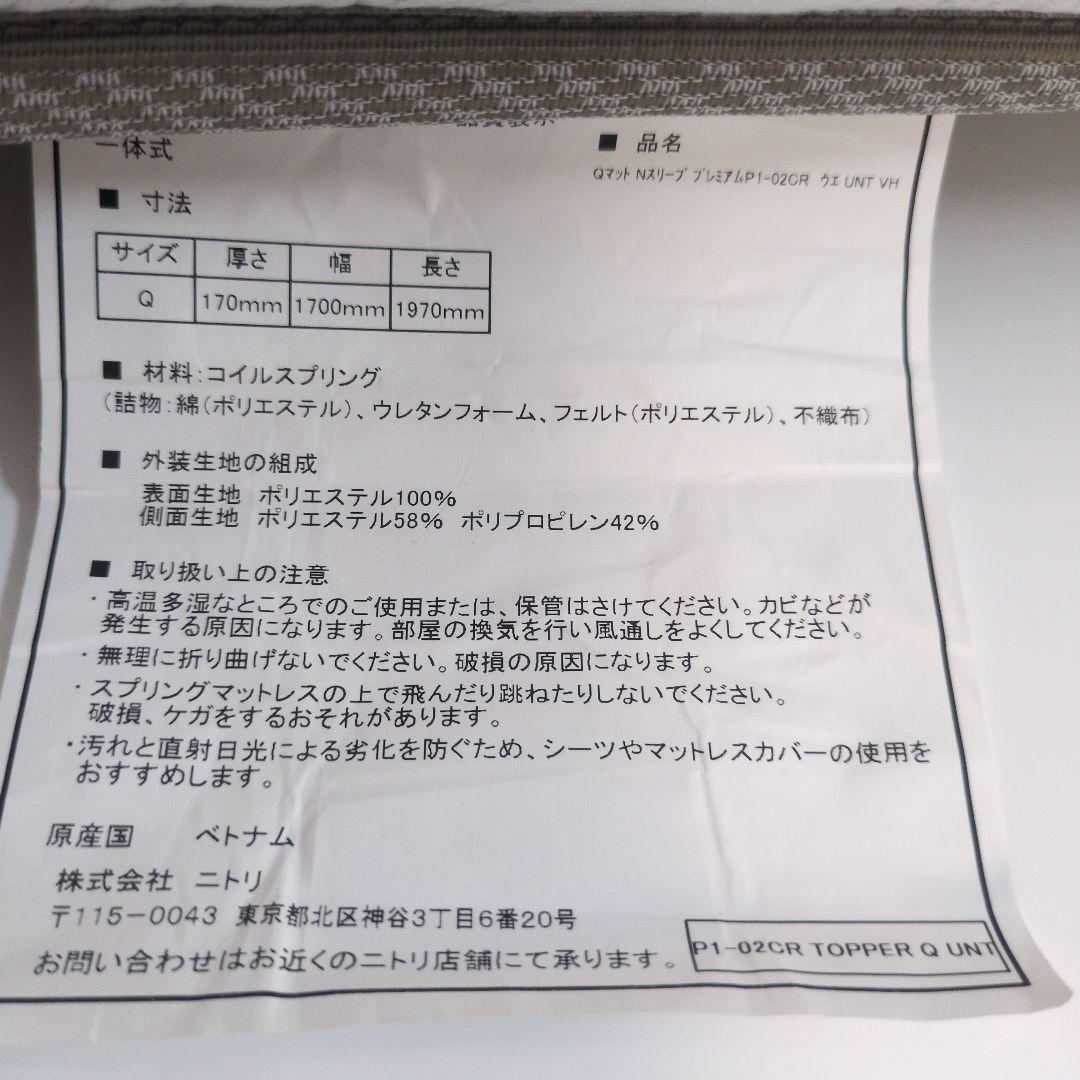 品質表示
一体式
■ 品名
Qマット Nスリープ プレミアムP1-02CR ウエ UNT VH
■ 寸法
サイズ 厚さ 幅 長さ
Q 170mm 1700mm 1970mm
■ 材料：コイルスプリング
（詰物：綿（ポリエステル）、ウレタンフォーム、フェルト（ポリエステル）、不織布）
■ 外装生地の組成
表面生地 ポリエステル100%
側面生地 ポリエステル58% ポリプロピレン42%
■ 取り扱い上の注意
・高温多湿なところでのご使用または、保管はさけてください。カビなどが
発生する原因になります。部屋の換気を行い風通しをよくしてください。
・無理に折り曲げないでください。破損の原因になります。
・スプリングマットレスの上で飛んだり跳ねたりしないでください。
破損、ケガをするおそれがあります。
・汚れと直射日光による劣化を防ぐため、シーツやマットレスカバーの使用を
おすすめします。
原産国 ベトナム
株式会社 ニトリ
〒115-0043 東京都北区神谷3丁目6番20号
お問い合わせはお近くのニトリ店舗にて承ります。
P1-02CR TOPPER Q UNT